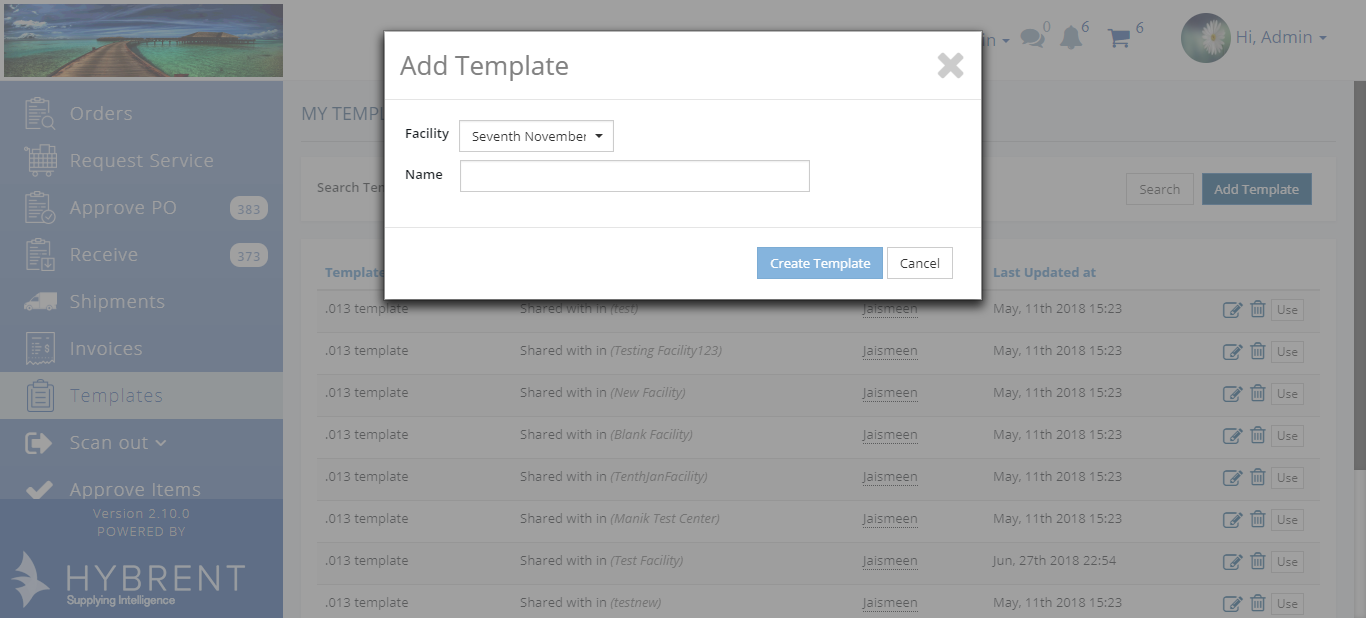 in 0 6 6 Hi, Admin
Add Template
Orders
Request Service
Approve PO 383
Receive 373
Shipments
Invoices
Templates
Scan out
Approve Items
Version 2.10.0
POWERED BY
HYBRENT
Supplying Intelligence
MY TEMPL
Facility Seventh November
Name
Create Template Cancel
Search Ten Search Add Template
Template Last Updated at
.013 template Shared with in (test) Jaismeen May, 11th 2018 15:23 Use
.013 template Shared with in (Testing Facility123) Jaismeen May, 11th 2018 15:23 Use
.013 template Shared with in (New Facility) Jaismeen May, 11th 2018 15:23 Use
.013 template Shared with in (Blank Facility) Jaismeen May, 11th 2018 15:23 Use
.013 template Shared with in (TenthJanFacility) Jaismeen May, 11th 2018 15:23 Use
.013 template Shared with in (Manik Test Center) Jaismeen May, 11th 2018 15:23 Use
.013 template Shared with in (Test Facility) Jaismeen Jun, 27th 2018 22:54 Use
.013 template Shared with in (testnew) Jaismeen May, 11th 2018 15:23 Use